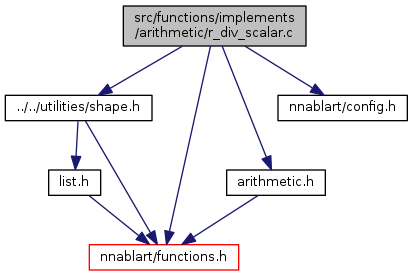 src/functions/implements
/arithmetic/r_div_scalar.c
../../utilities/shape.h
nnablart/config.h
list.h
arithmetic.h
nnablart/functions.h